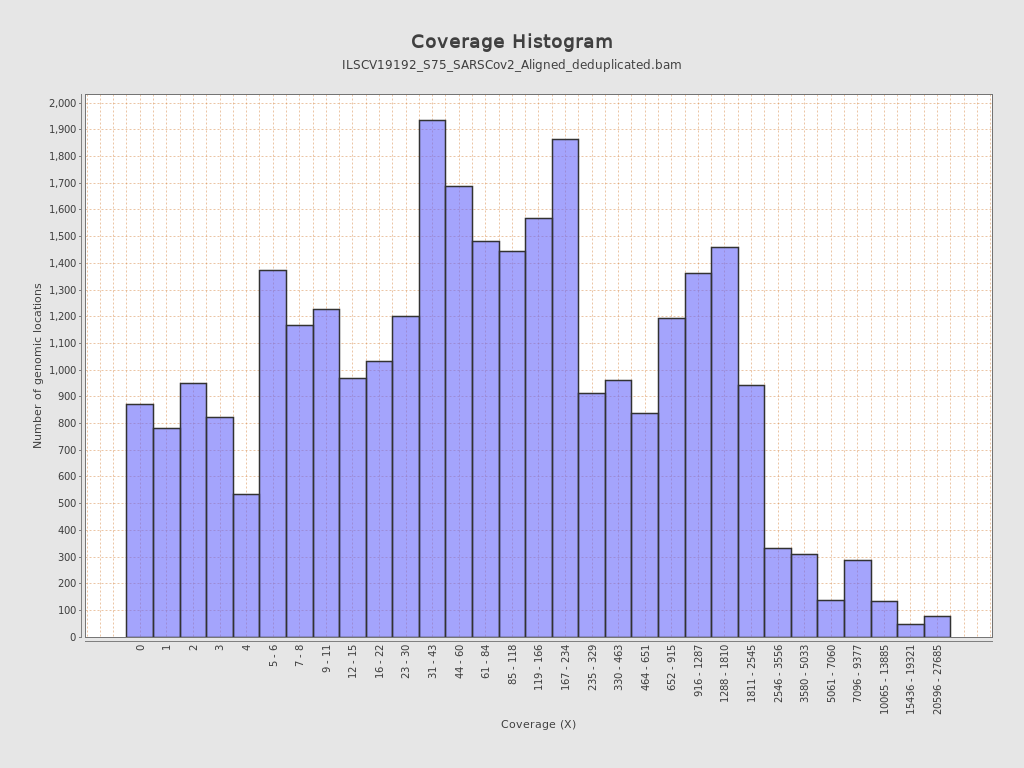 Coverage Histogram
ILSCV19192_S75_SARSCov2_Aligned_deduplicated.bam
Number of genomic locations
2,000
1,900
1,800
1,700
1,600
1,500
1,400
1,300
1,200
1,100
1,000
900
800
700
600
500
400
300
200
100
0
0
1
2
3
4
5 - 6
7 - 8
9 - 11
12 - 15
16 - 22
23 - 30
31 - 43
44 - 60
61 - 84
85 - 118
119 - 166
167 - 234
235 - 329
330 - 463
464 - 651
652 - 915
916 - 1287
1288 - 1810
1811 - 2545
2546 - 3556
3580 - 5033
5061 - 7060
7096 - 9377
10065 - 13885
15436 - 19321
20596 - 27685
Coverage (X)